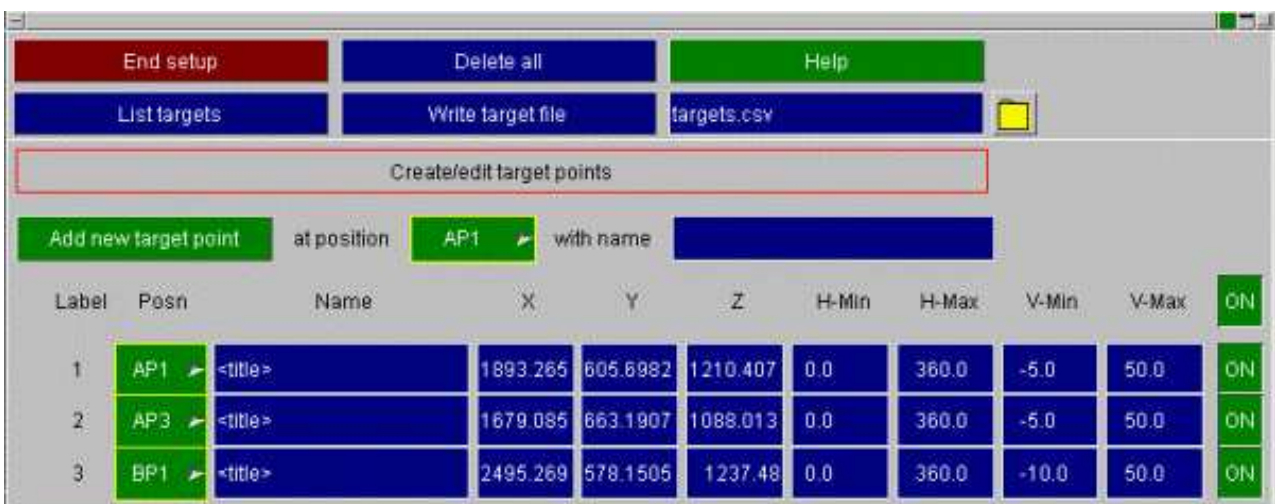 End setup Delete all Help
List targets Write target file targets.csv
Create/edit target points
Add new target point at position AP1 with name
Label Posn Name X Y Z H-Min H-Max V-Min V-Max ON
1 AP1 <title> 1893.265 605.6982 1210.407 0.0 360.0 -5.0 50.0 ON
2 AP3 <title> 1679.085 663.1907 1088.013 0.0 360.0 -5.0 50.0 ON
3 BP1 <title> 2495.269 578.1505 1237.48 0.0 360.0 -10.0 50.0 ON